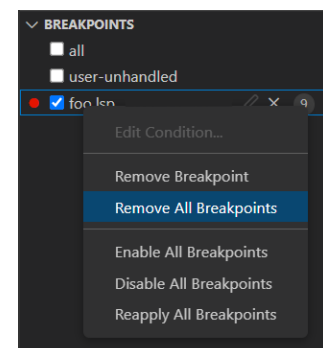 BREAKPOINTS
all
user-unhandled
foo.lsp
9
Edit Condition...
Remove Breakpoint
Remove All Breakpoints
Enable All Breakpoints
Disable All Breakpoints
Reapply All Breakpoints